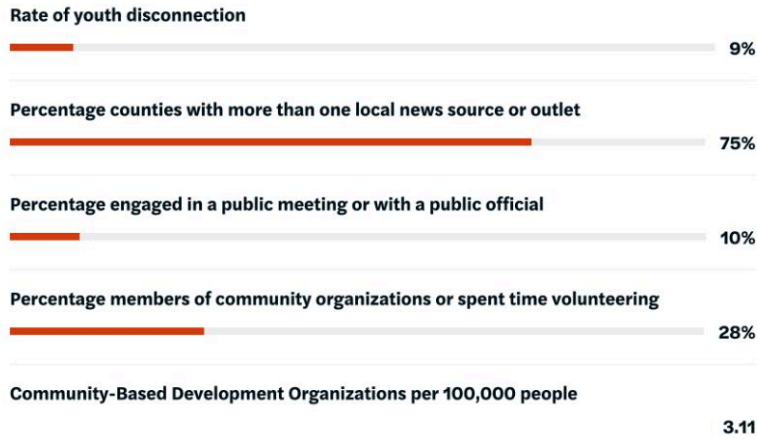 Rate of youth disconnection
9%
Percentage counties with more than one local news source or outlet
75%
Percentage engaged in a public meeting or with a public official
10%
Percentage members of community organizations or spent time volunteering
28%
Community-Based Development Organizations per 100,000 people
3.11